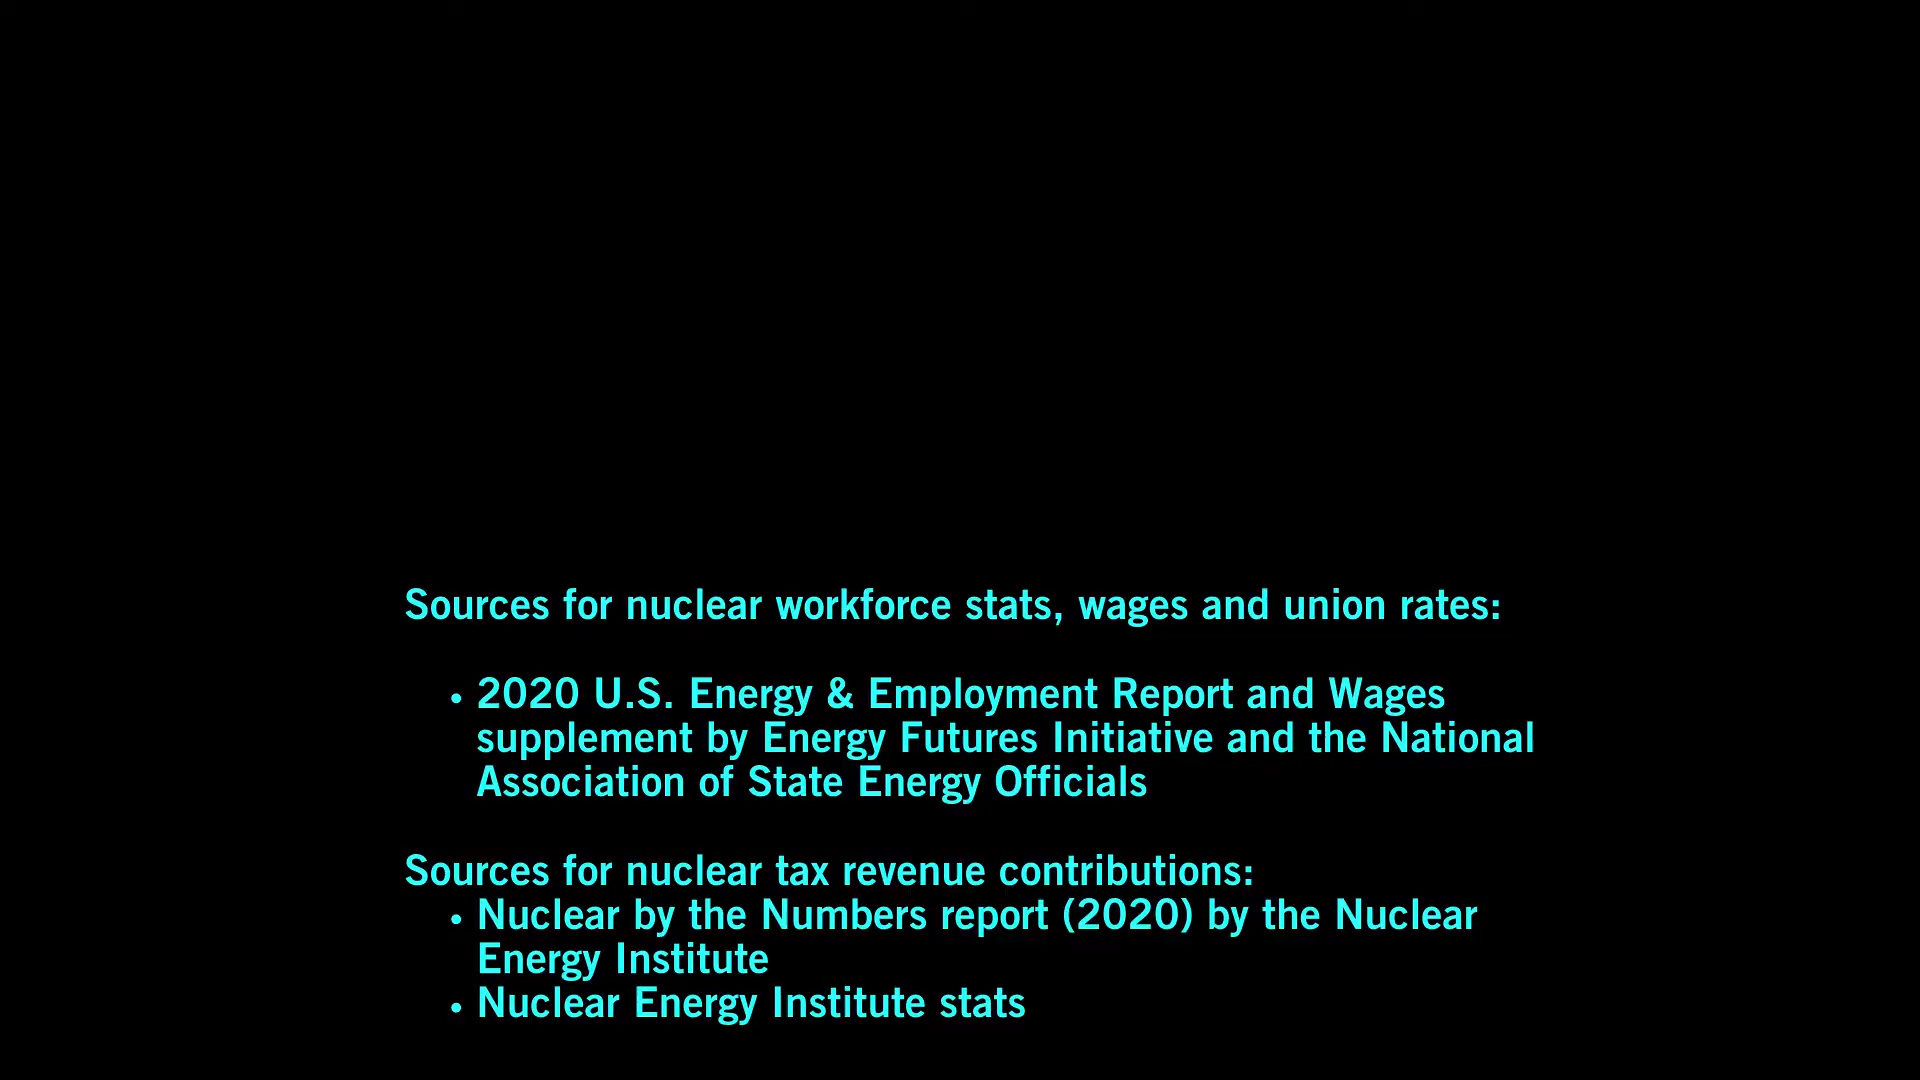 Sources for nuclear workforce stats, wages and union rates:
• 2020 U.S. Energy & Employment Report and Wages
supplement by Energy Futures Initiative and the National
Association of State Energy Officials
Sources for nuclear tax revenue contributions:
• Nuclear by the Numbers report (2020) by the Nuclear
Energy Institute
• Nuclear Energy Institute stats